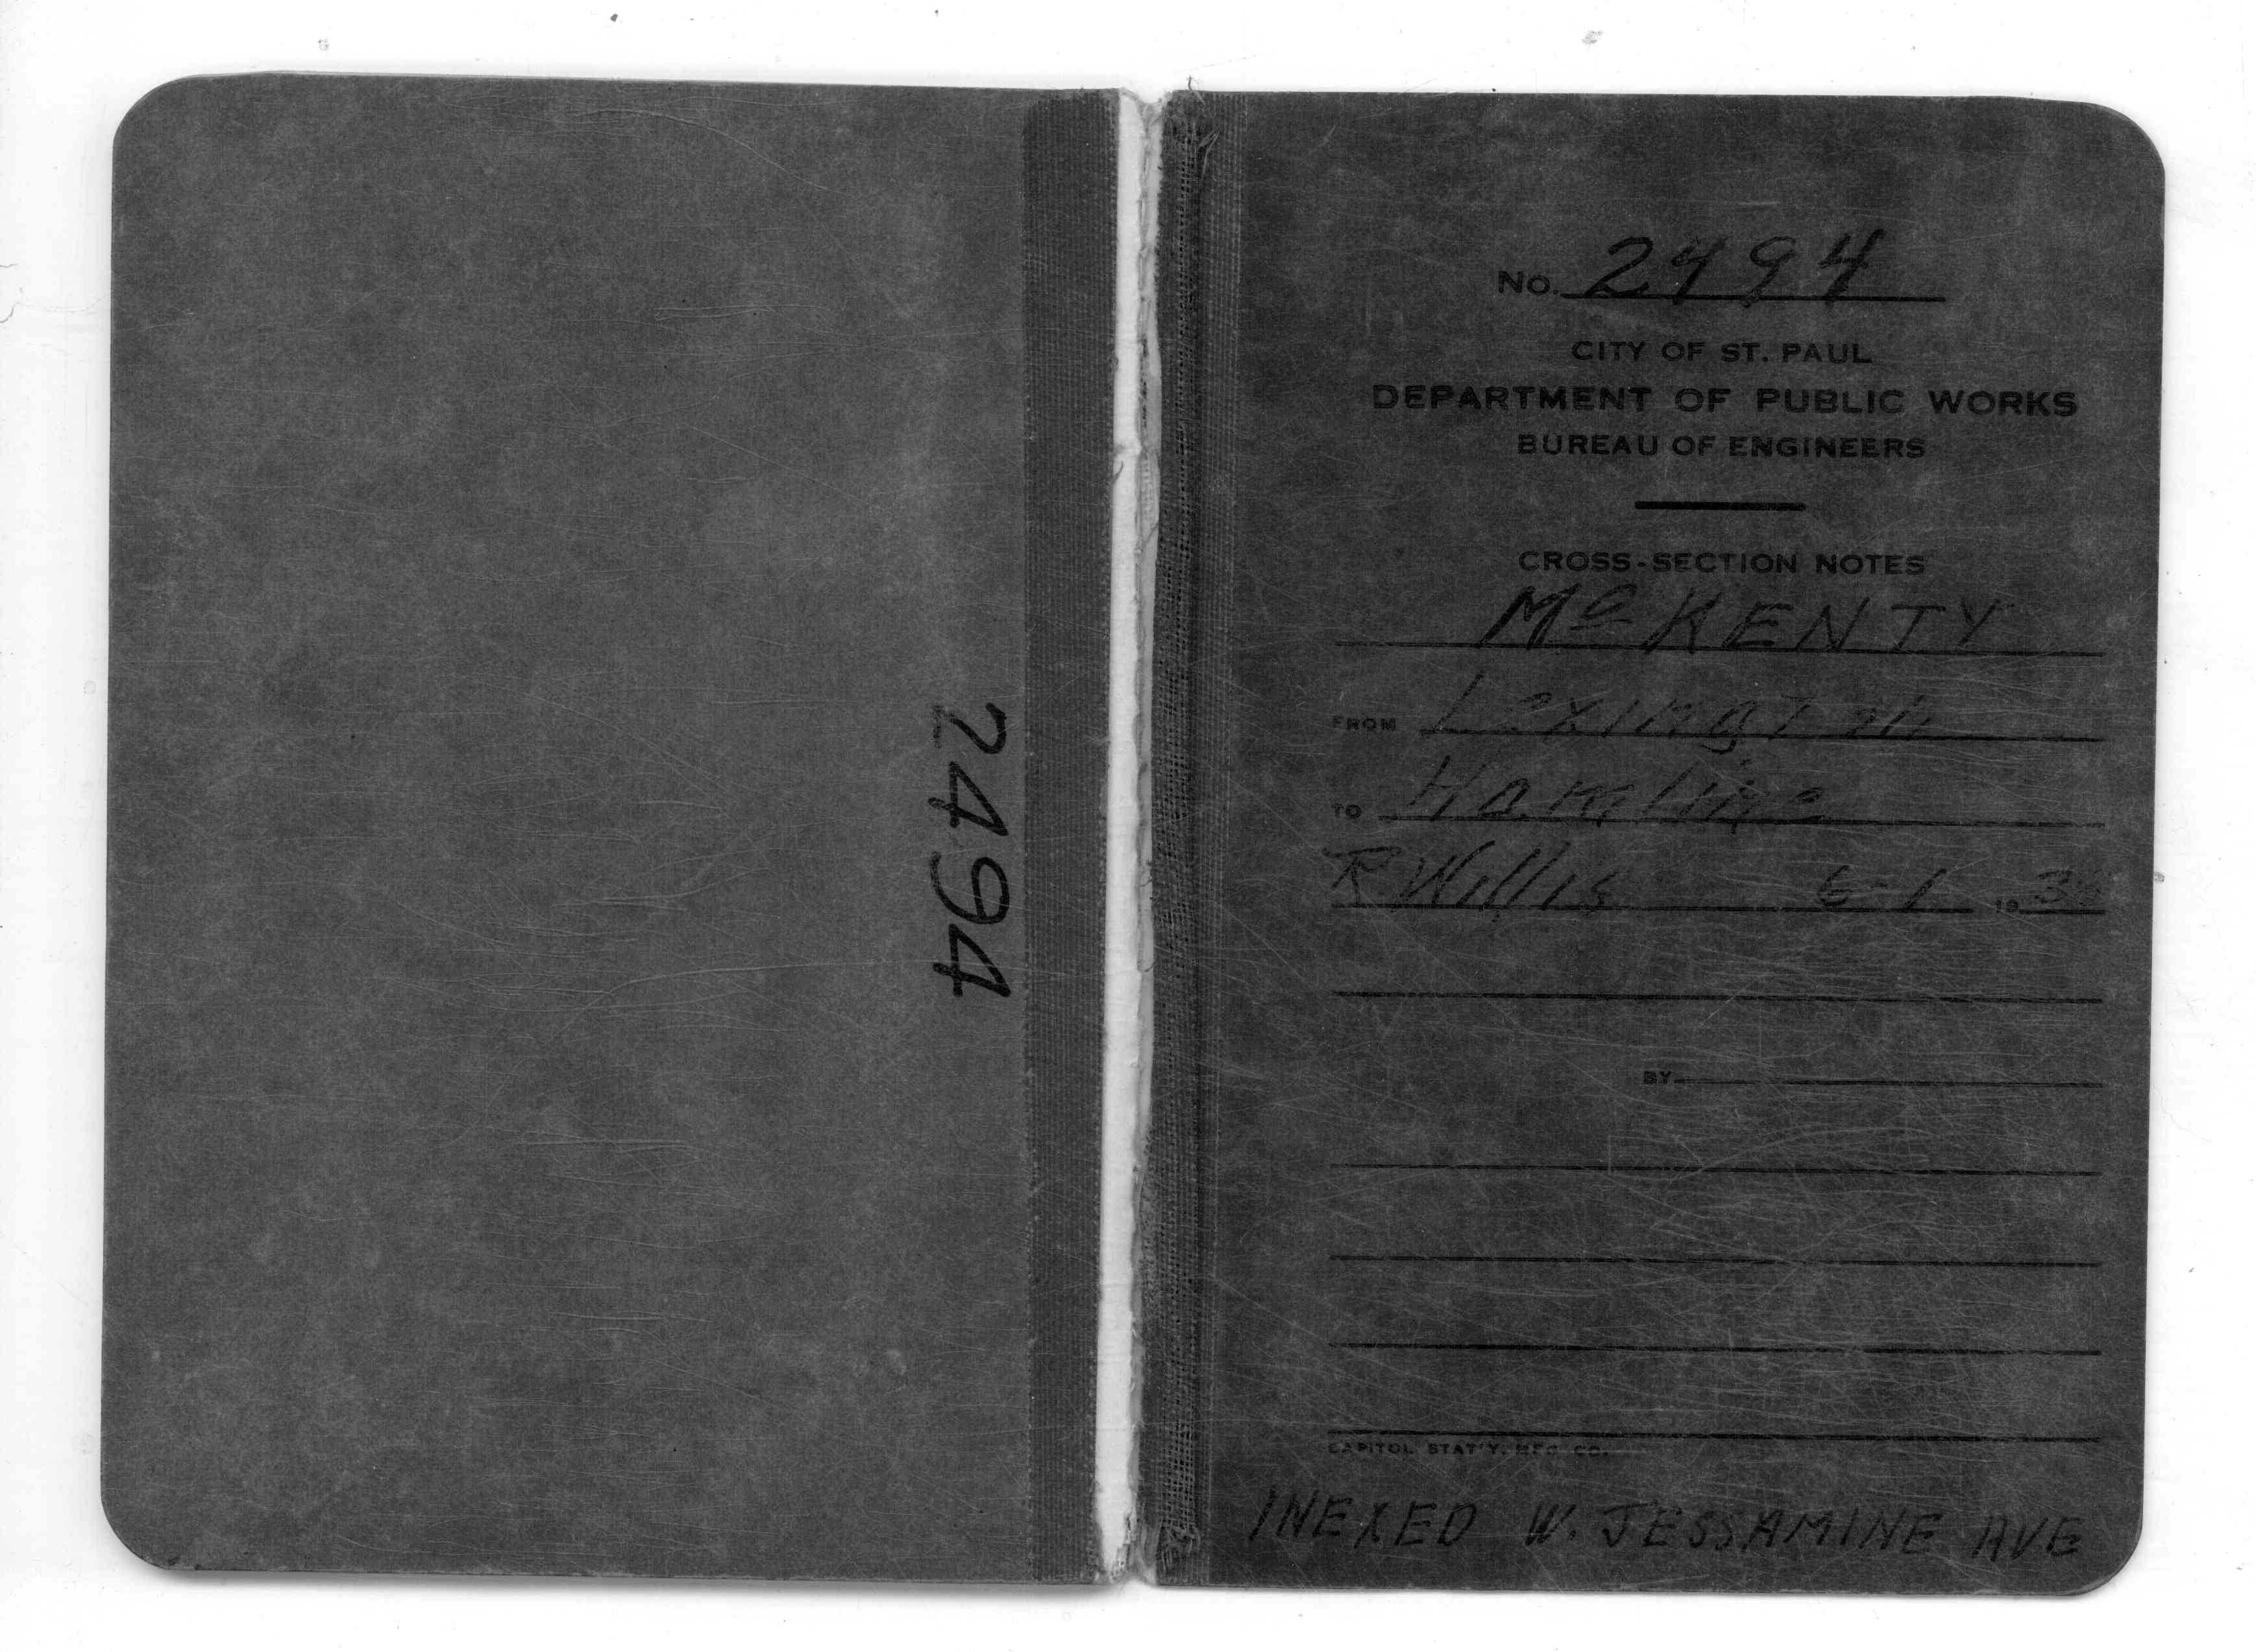 2494
No. 2494
CITY OF ST. PAUL
DEPARTMENT OF PUBLIC WORKS
BUREAU OF ENGINEERS
CROSS-SECTION NOTES
McKENTY
FROM Lexington
TO Hamline
R Willis 6-1 19
BY
CAPITOL STAT'Y. MFG. CO.
INEXED W. JESSAMINE AVE